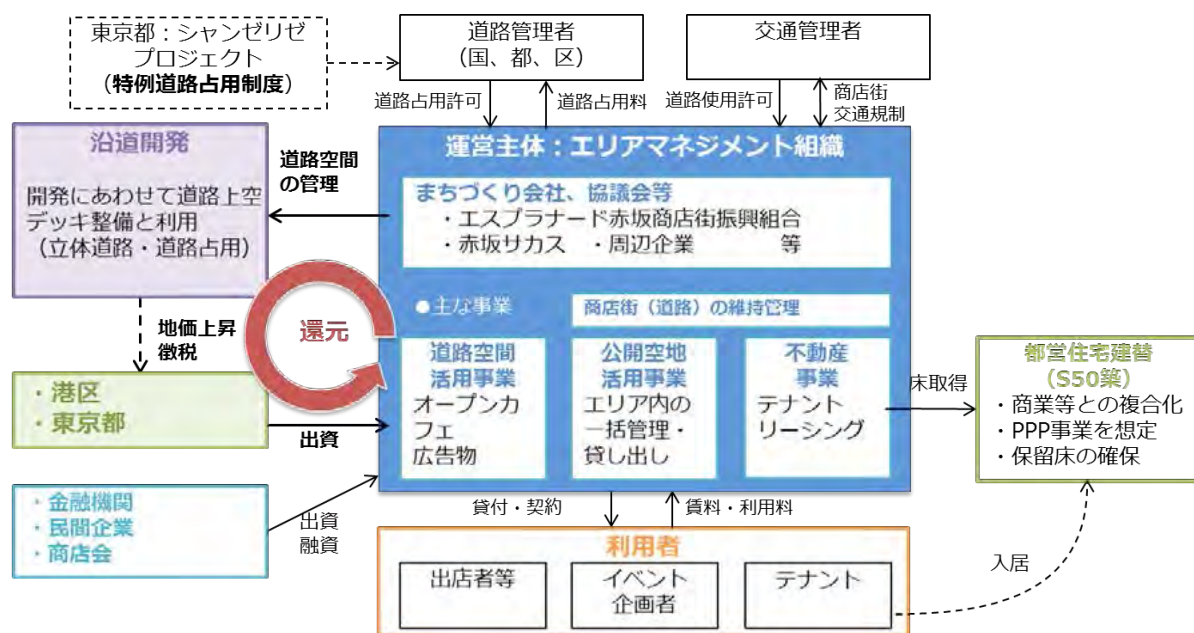 東京都：シャンゼリゼ
プロジェクト
（特例道路占用制度）
道路管理者
（国、都、区）
交通管理者
道路占用許可
道路占用料
道路使用許可
商店街
交通規制
沿道開発
開発にあわせて道路上空
デッキ整備と利用
（立体道路・道路占用）
道路空間
の管理
運営主体：エリアマネジメント組織
まちづくり会社、協議会等
・エスプラナード赤坂商店街振興組合
・赤坂サカス ・周辺企業 等
●主な事業
商店街（道路）の維持管理
還元
地価上昇
徴税
道路空間
活用事業
オープンカ
フェ
広告物
公開空地
活用事業
エリア内の
一括管理・
貸し出し
不動産
事業
テナント
リーシング
床取得
都営住宅建替
（S50築）
・商業等との複合化
・PPP事業を想定
・保留床の確保
・港区
・東京都
出資
・金融機関
・民間企業
・商店会
出資
融資
貸付・契約
賃料・利用料
利用者
出店者等
イベント
企画者
テナント
入居